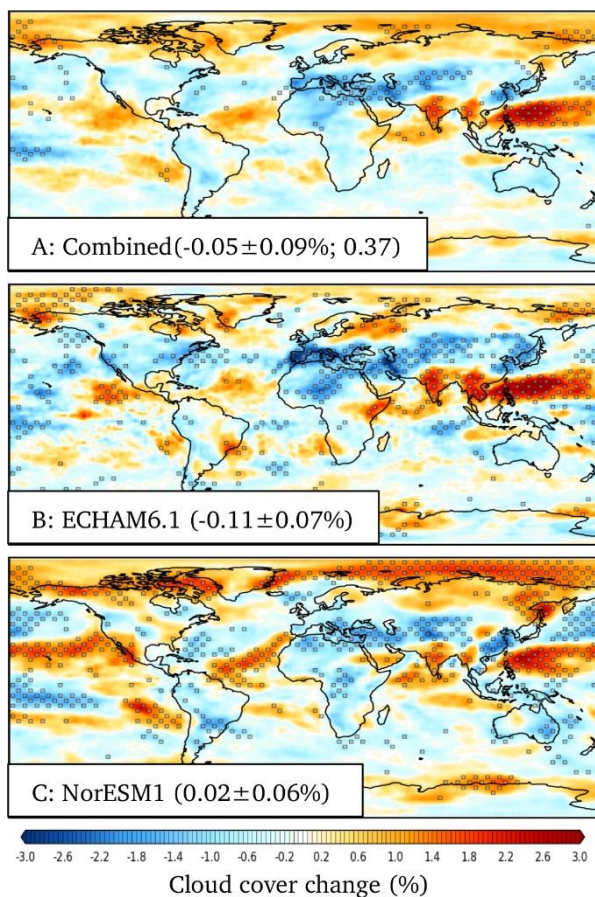 A: Combined(-0.05±0.09%; 0.37)
B: ECHAM6.1 (-0.11±0.07%)
C: NorESM1 (0.02±0.06%)
-3.0 -2.6 -2.2 -1.8 -1.4 -1.0 -0.6 -0.2 0.2 0.6 1.0 1.4 1.8 2.2 2.6 3.0
Cloud cover change (%)